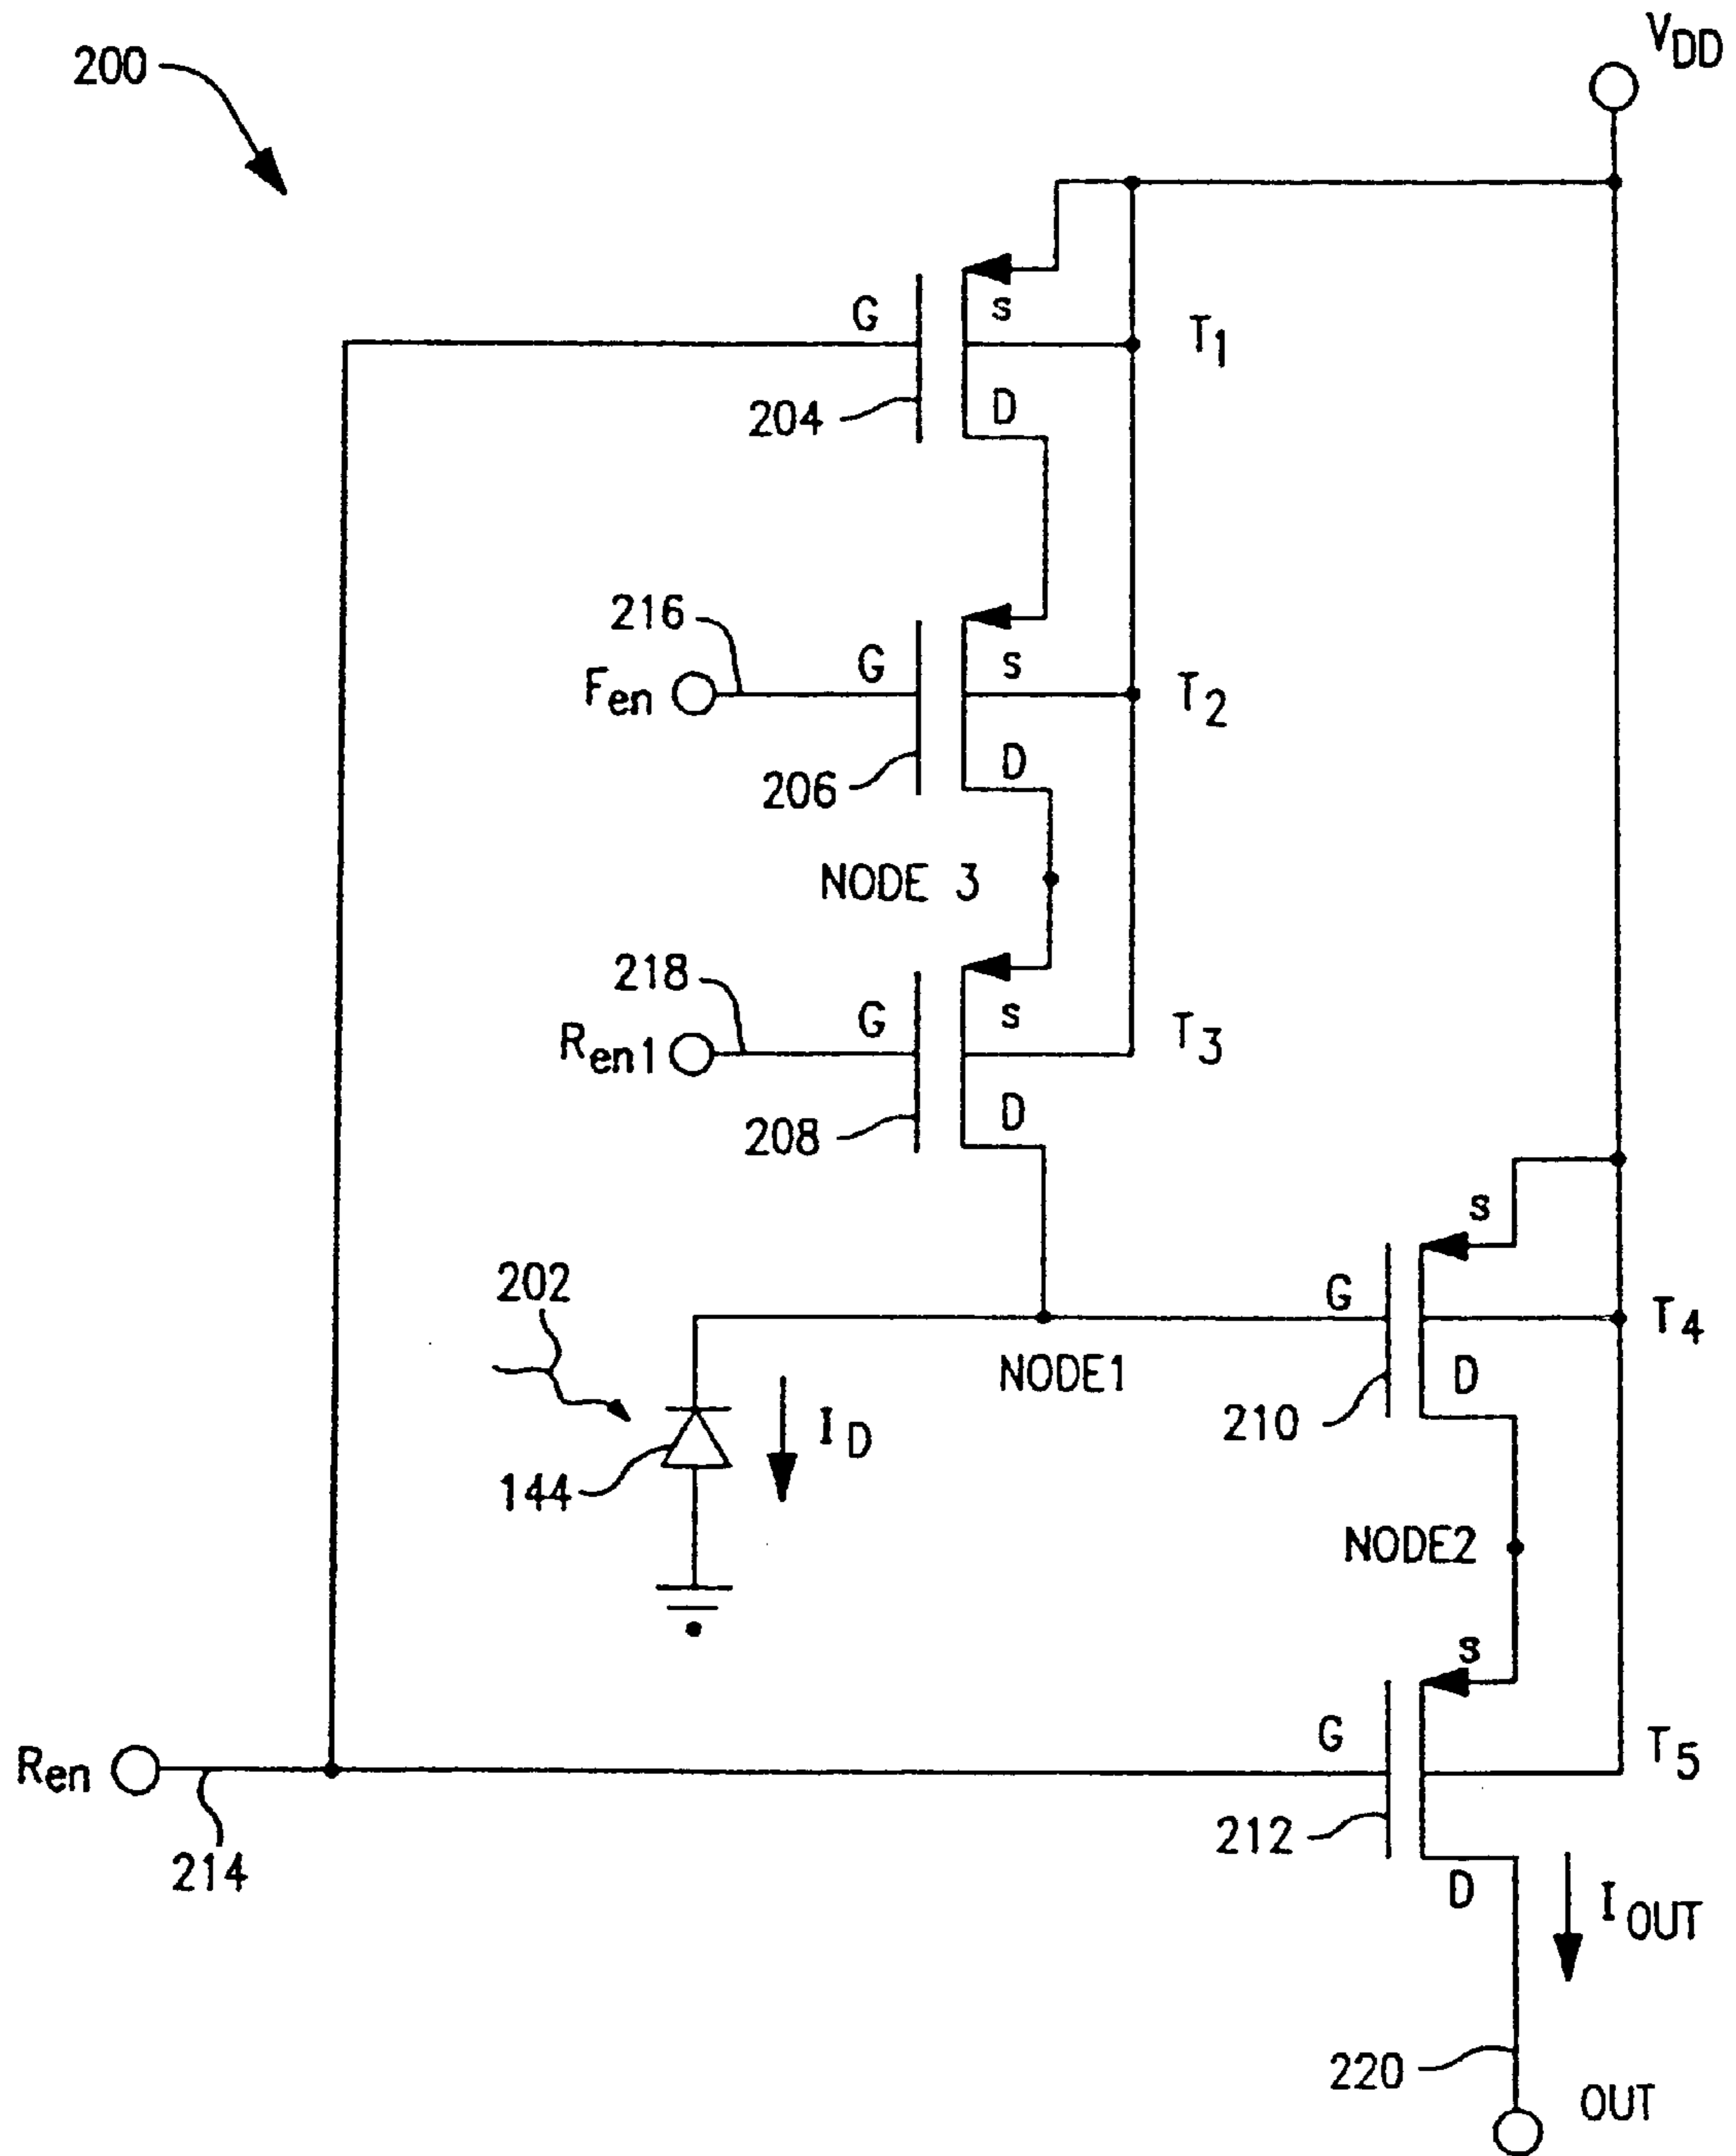 200
VDD
G
S
T1
D
204
216
Fen
G
S
T2
D
206
NODE 3
218
Ren1
G
S
T3
D
208
202
ID
144
NODE1
G
S
T4
D
210
NODE2
Ren
214
G
S
T5
212
D
IOUT
220
OUT